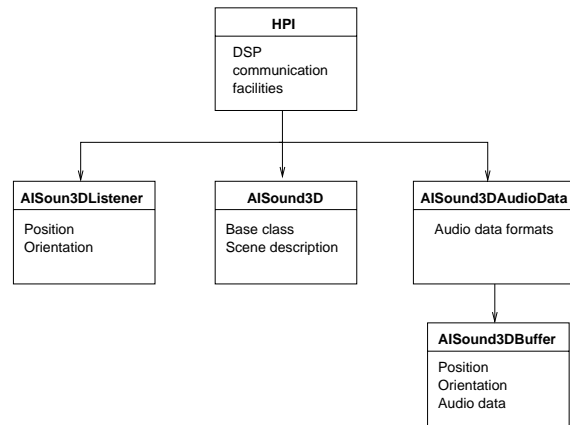 HPI
DSP
communication
facilities
AISoun3DListener
Position
Orientation
AISound3D
Base class
Scene description
AISound3DAudioData
Audio data formats
AISound3DBuffer
Position
Orientation
Audio data